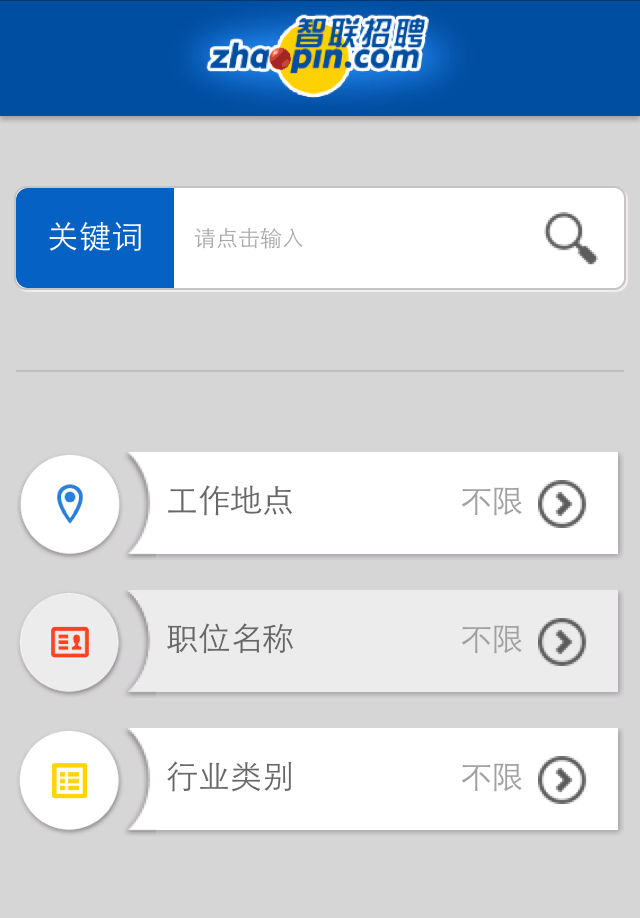 智联招聘
zhaopin.com
关键词 请点击输入
工作地点 不限
职位名称 不限
行业类别 不限